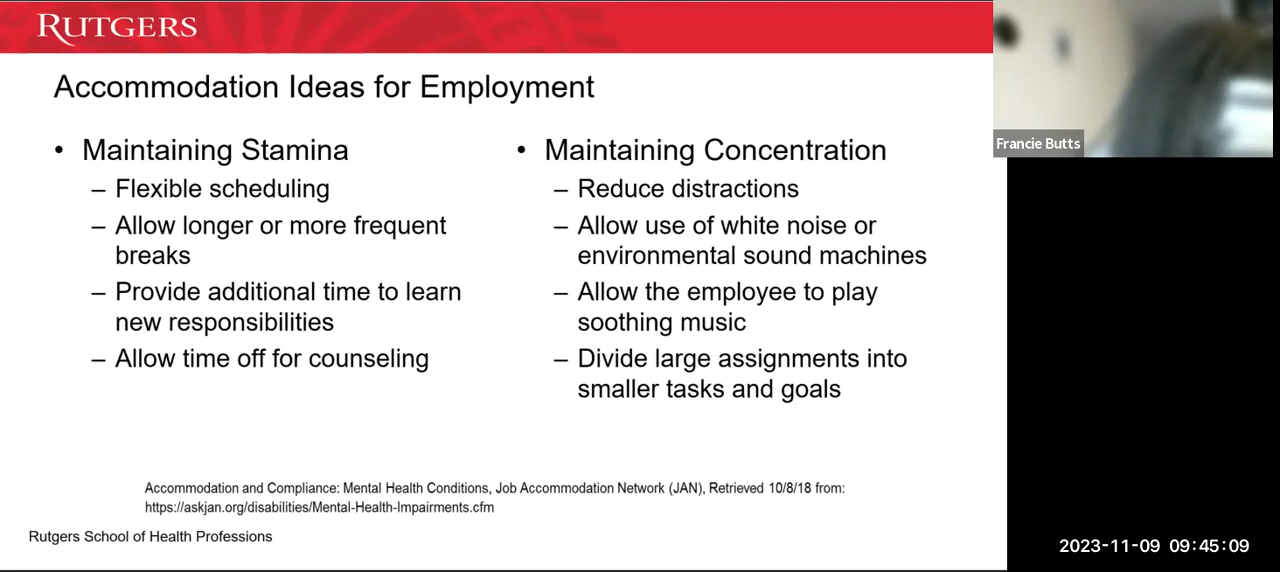 RUTGERS
Accommodation Ideas for Employment
• Maintaining Stamina
– Flexible scheduling
– Allow longer or more frequent
breaks
– Provide additional time to learn
new responsibilities
– Allow time off for counseling
• Maintaining Concentration
– Reduce distractions
– Allow use of white noise or
environmental sound machines
– Allow the employee to play
soothing music
– Divide large assignments into
smaller tasks and goals
Accommodation and Compliance: Mental Health Conditions, Job Accommodation Network (JAN), Retrieved 10/8/18 from:
https://askjan.org/disabilities/Mental-Health-Impairments.cfm
Rutgers School of Health Professions
Francie Butts
2023-11-09 09:45:09